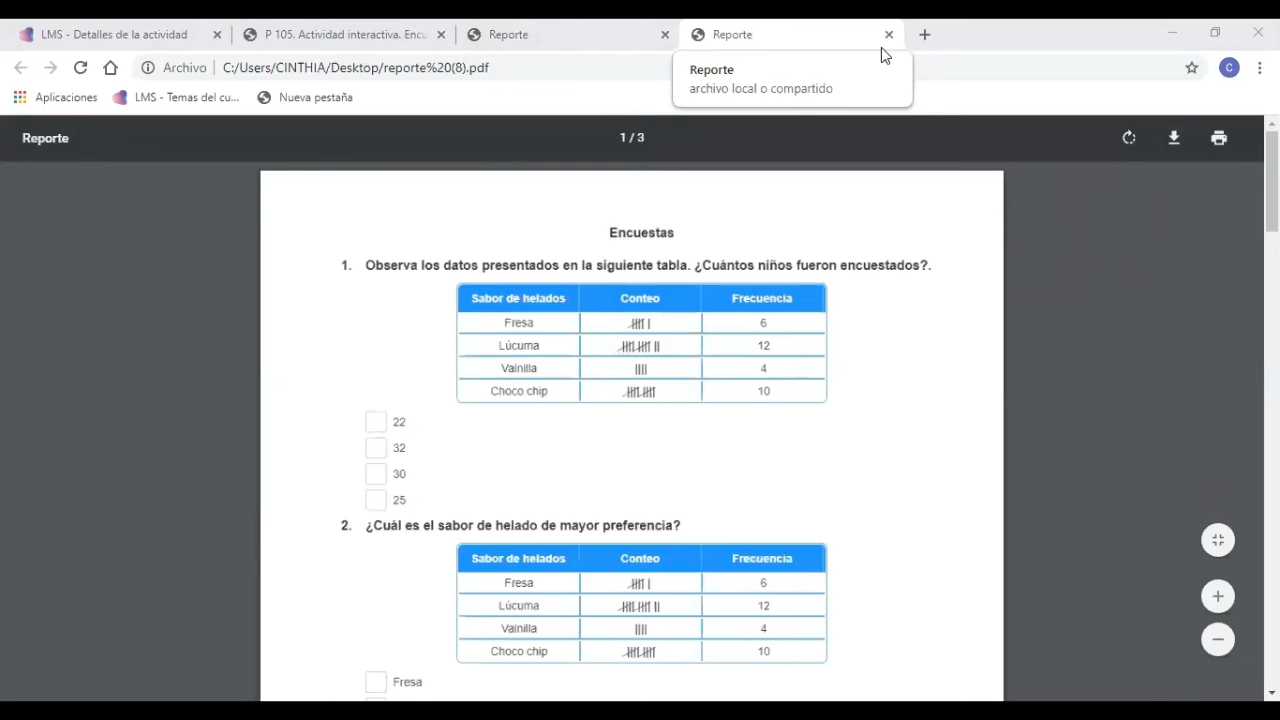 LMS - Detalles de la actividad
P 105. Actividad interactiva. Encu
Reporte
Reporte
Archivo
C:/Users/CINTHIA/Desktop/reporte%20(8).pdf
C
Reporte
archivo local o compartido
Aplicaciones
LMS - Temas del cu...
Nueva pestaña
Reporte
1 / 3
Encuestas
1. Observa los datos presentados en la siguiente tabla. ¿Cuántos niños fueron encuestados?.
Sabor de helados Conteo Frecuencia
Fresa 6
Lúcuma 12
Vainilla 4
Choco chip 10
22
32
30
25
2. ¿Cuál es el sabor de helado de mayor preferencia?
Sabor de helados Conteo Frecuencia
Fresa 6
Lúcuma 12
Vainilla 4
Choco chip 10
Fresa